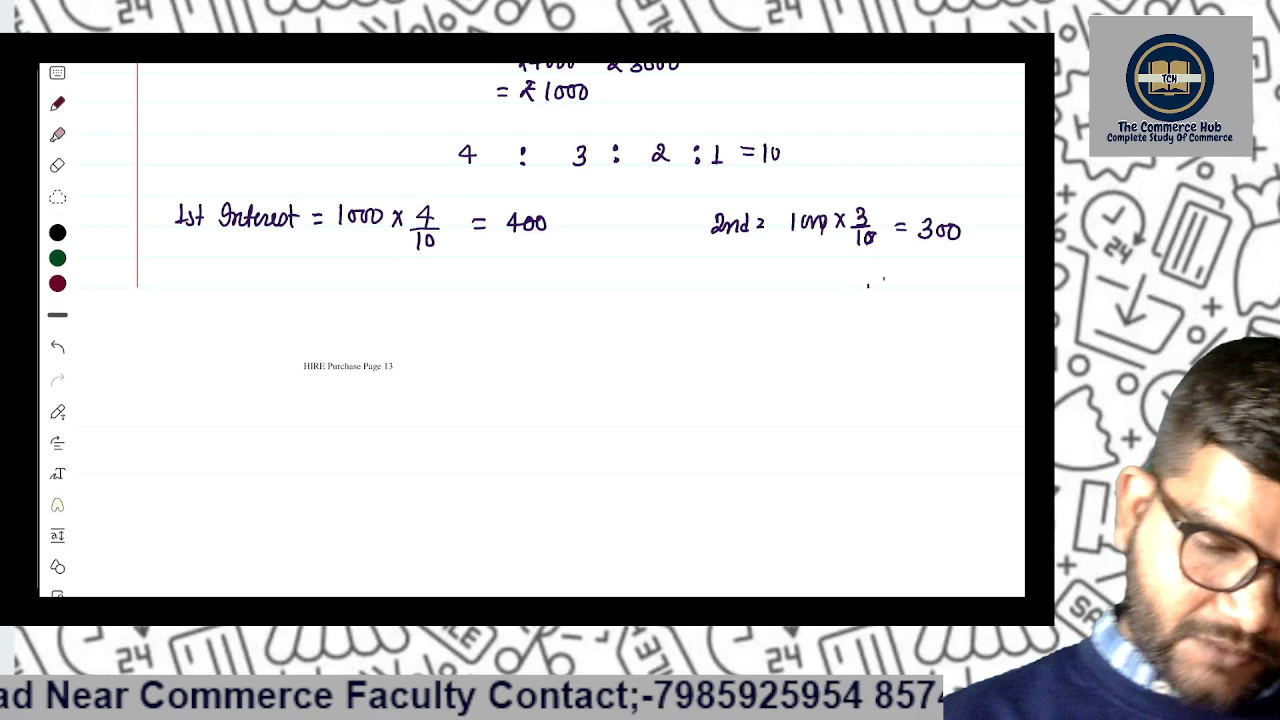 = ₹ 1000
4 : 3 : 2 : 1 = 10
1st Interest = 1000 × 4/10 = 400
2nd = 1000 × 3/10 = 300
HIRE Purchase Page 13
TCH
The Commerce Hub
Complete Study Of Commerce
ad Near Commerce Faculty Contact;-7985925954 857